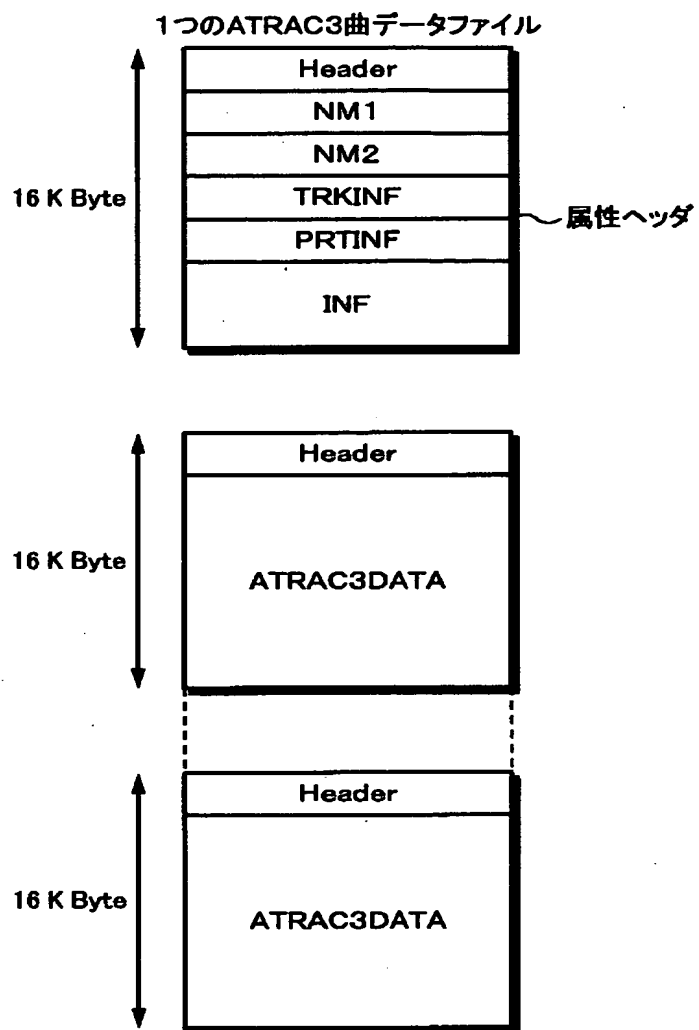 1つのATRAC3曲データファイル
Header
NM1
NM2
16 K Byte
TRKINF
属性ヘッダ
PRTINF
INF
Header
16 K Byte
ATRAC3DATA
Header
16 K Byte
ATRAC3DATA